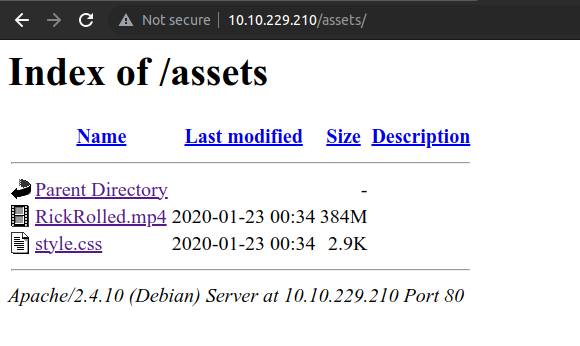 Not secure 10.10.229.210/assets/
Index of /assets
Name Last modified Size Description
Parent Directory -
RickRolled.mp4 2020-01-23 00:34 384M
style.css 2020-01-23 00:34 2.9K
Apache/2.4.10 (Debian) Server at 10.10.229.210 Port 80